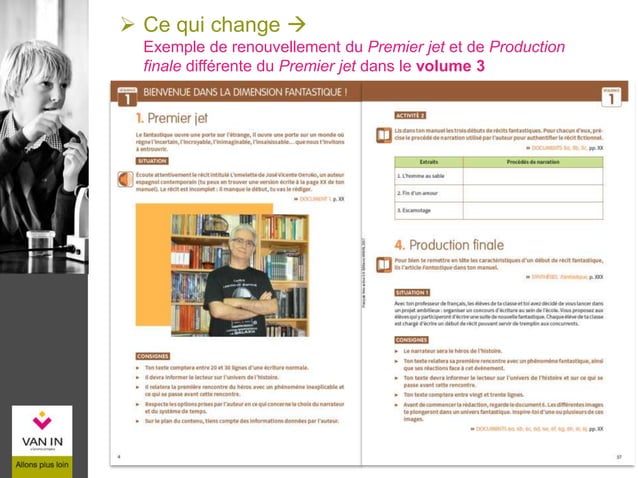 ➢ Ce qui change →
Exemple de renouvellement du Premier jet et de Production
finale différente du Premier jet dans le volume 3
SÉQUENCE
1
BIENVENUE DANS LA DIMENSION FANTASTIQUE !
1. Premier jet
Le fantastique ouvre une porte sur l'étrange, il ouvre une porte sur un monde où
règne l'incertain, l'incroyable, l'inimaginable, l'insaisissable... que nous t'invitons
à entrouvrir.
SITUATION
Écoute attentivement le récit intitulé L'omelette de José Vicente Ortuño, un auteur
espagnol contemporain (tu peux en trouver une version écrite à la page XX de ton
manuel). Le récit est incomplet : il manque le début, tu vas le rédiger.
» DOCUMENT 1, p. XX
CONSIGNES
► Ton texte comptera entre 20 et 30 lignes d'une écriture normale.
► Il devra informer le lecteur sur l'univers de l'histoire.
► Il relatera la première rencontre du héros avec un phénomène inexplicable et
ce qui se passe avant cette rencontre.
► Respecte les options prises par l'auteur en ce qui concerne le choix du narrateur
et du système de temps.
► Sur le plan du contenu, tiens compte des informations données par l'auteur.
4
SÉQUENCE
1
ACTIVITÉ 2
Lis dans ton manuel les trois débuts de récits fantastiques. Pour chacun d'eux, pré-
cise le procédé de narration utilisé par l'auteur pour authentifier le récit fictionnel.
» DOCUMENTS 5a, 5b, 5c, pp. XX
Extraits Procédés de narration
1. L'homme au sable
2. Fin d'un amour
3. Escamotage
4. Production finale
Pour bien te remettre en tête les caractéristiques d'un début de récit fantastique,
lis l'article Fantastique dans ton manuel.
» SYNTHÈSES, Fantastique, p. XXX
SITUATION 1
Avec ton professeur de français, les élèves de ta classe et toi avez décidé de vous lancer dans
un projet ambitieux : organiser un concours d'écriture au sein de l'école. Vous proposez aux
élèves qui y participeront d'écrire une suite de nouvelle fantastique. Chaque élève de ta classe
est chargé d'écrire un début de récit pouvant servir de tremplin aux concurrents.
CONSIGNES
► Le narrateur sera le héros de l'histoire.
► Ton texte relatera sa première rencontre avec un phénomène fantastique, ainsi
que ses réactions face à cet évènement.
► Ton texte devra informer le lecteur sur l'univers de l'histoire et sur ce qui se
passe avant cette rencontre.
► Ton texte comptera entre vingt et trente lignes.
► Avant de commencer la rédaction, regarde le document 6. Les différentes images
te plongeront dans un univers fantastique. Inspire-toi d'une ou plusieurs de ces
images.
» DOCUMENTS 6a, 6b, 6c, 6d, 6e, 6f, 6g, 6h, 6i, 6j, pp. XX
37
VAN IN
Allons plus loin